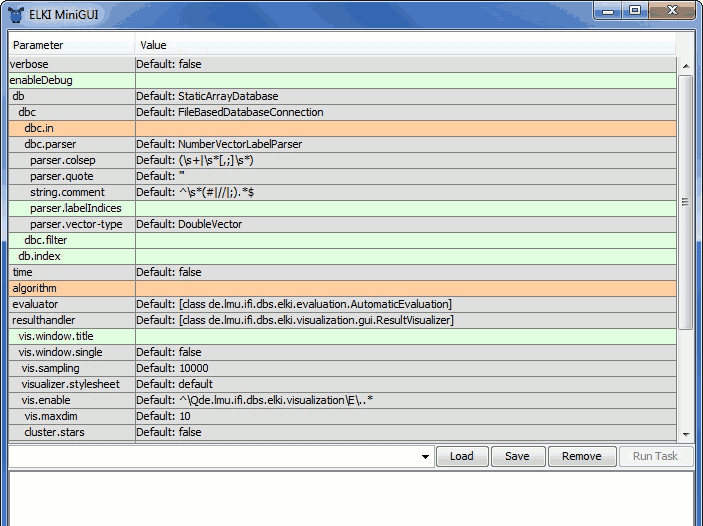 ELKI MiniGUI
Parameter Value
verbose Default: false
enableDebug
db Default: StaticArrayDatabase
dbc Default: FileBasedDatabaseConnection
dbc.in
dbc.parser Default: NumberVectorLabelParser
parser.colsep Default: (\s+|\s*[,;]\s*)
parser.quote Default: "
string.comment Default: ^\s*(#|//|;).*$
parser.labelIndices
parser.vector-type Default: DoubleVector
dbc.filter
db.index
time Default: false
algorithm
evaluator Default: [class de.lmu.ifi.dbs.elki.evaluation.AutomaticEvaluation]
resulthandler Default: [class de.lmu.ifi.dbs.elki.visualization.gui.ResultVisualizer]
vis.window.title
vis.window.single Default: false
vis.sampling Default: 10000
visualizer.stylesheet Default: default
vis.enable Default: ^\Qde.lmu.ifi.dbs.elki.visualization\E\..*
vis.maxdim Default: 10
cluster.stars Default: false
Load Save Remove Run Task